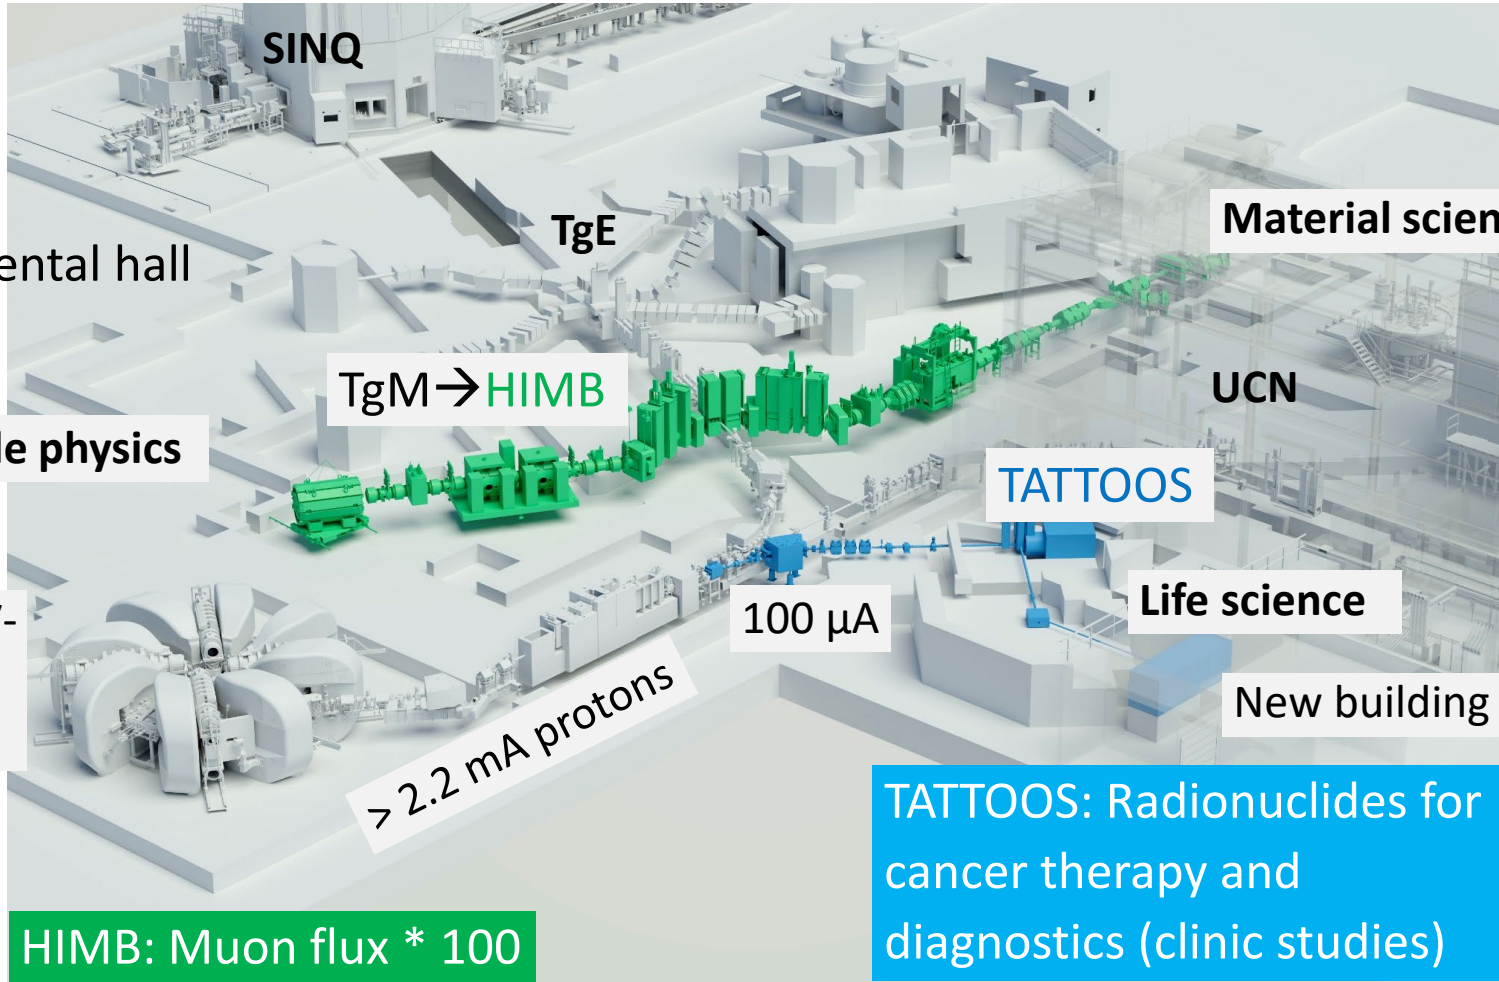 SINQ
TgE
Material scien
ental hall
TgM→HIMB
UCN
le physics
TATTOOS
100 µA
Life science
> 2.2 mA protons
New building
TATTOOS: Radionuclides for
cancer therapy and
diagnostics (clinic studies)
HIMB: Muon flux * 100